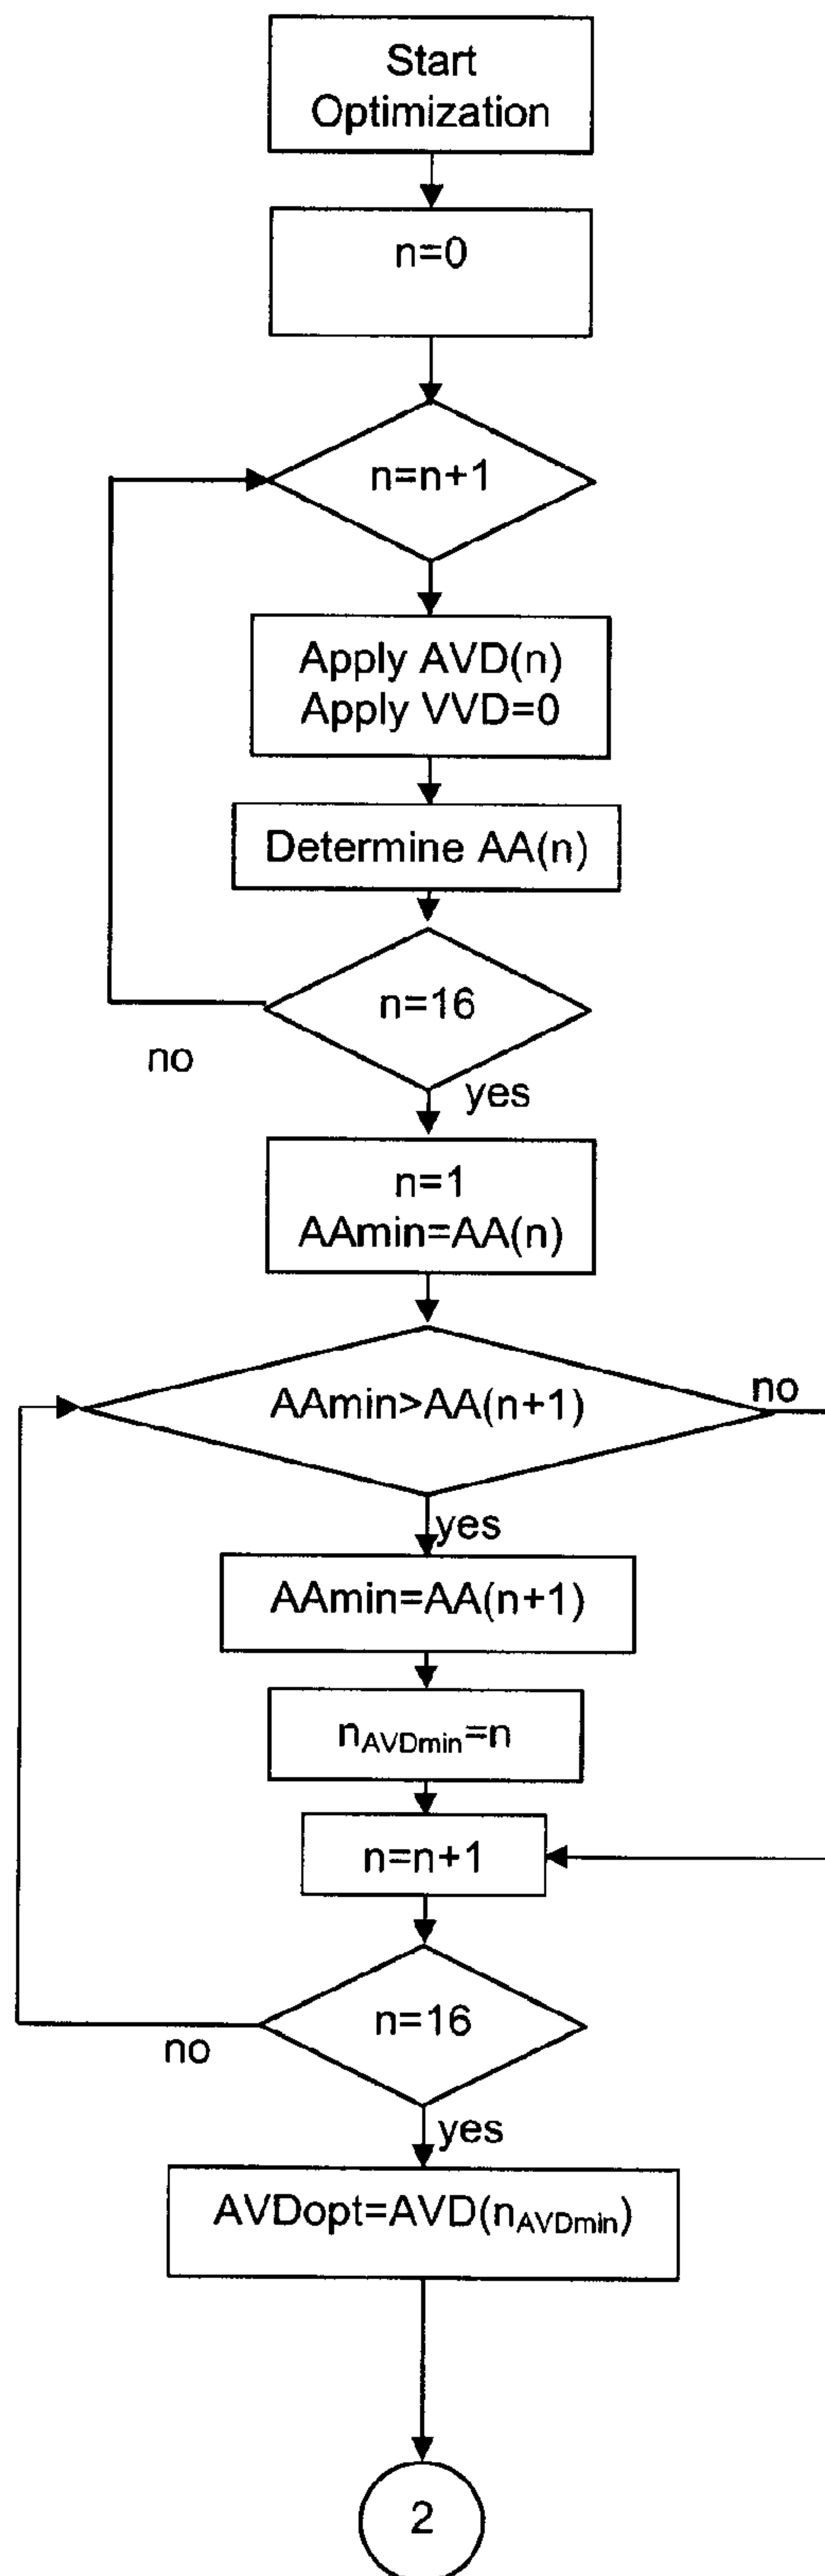 Start
Optimization
n=0
n=n+1
Apply AVD(n)
Apply VVD=0
Determine AA(n)
n=16
no
yes
n=1
AAmin=AA(n)
AAmin>AA(n+1)
no
yes
AAmin=AA(n+1)
nAVDmin=n
n=n+1
n=16
no
yes
AVDopt=AVD(nAVDmin)
2